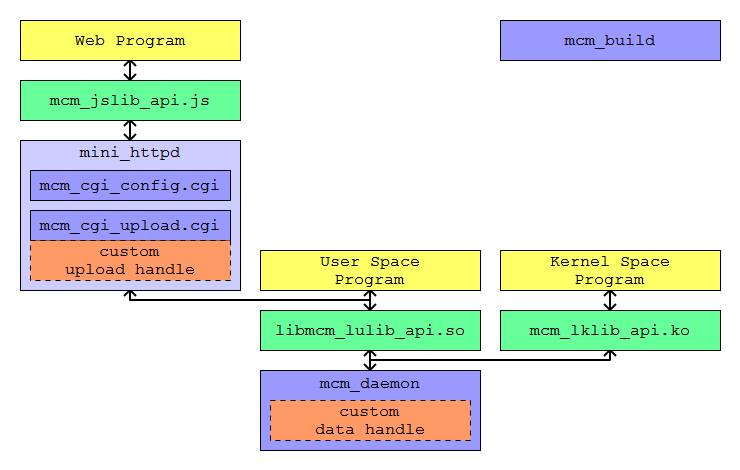 Web Program
mcm_build
mcm_jslib_api.js
mini_httpd
mcm_cgi_config.cgi
mcm_cgi_upload.cgi
custom
upload handle
User Space
Program
Kernel Space
Program
libmcm_lulib_api.so
mcm_lklib_api.ko
mcm_daemon
custom
data handle